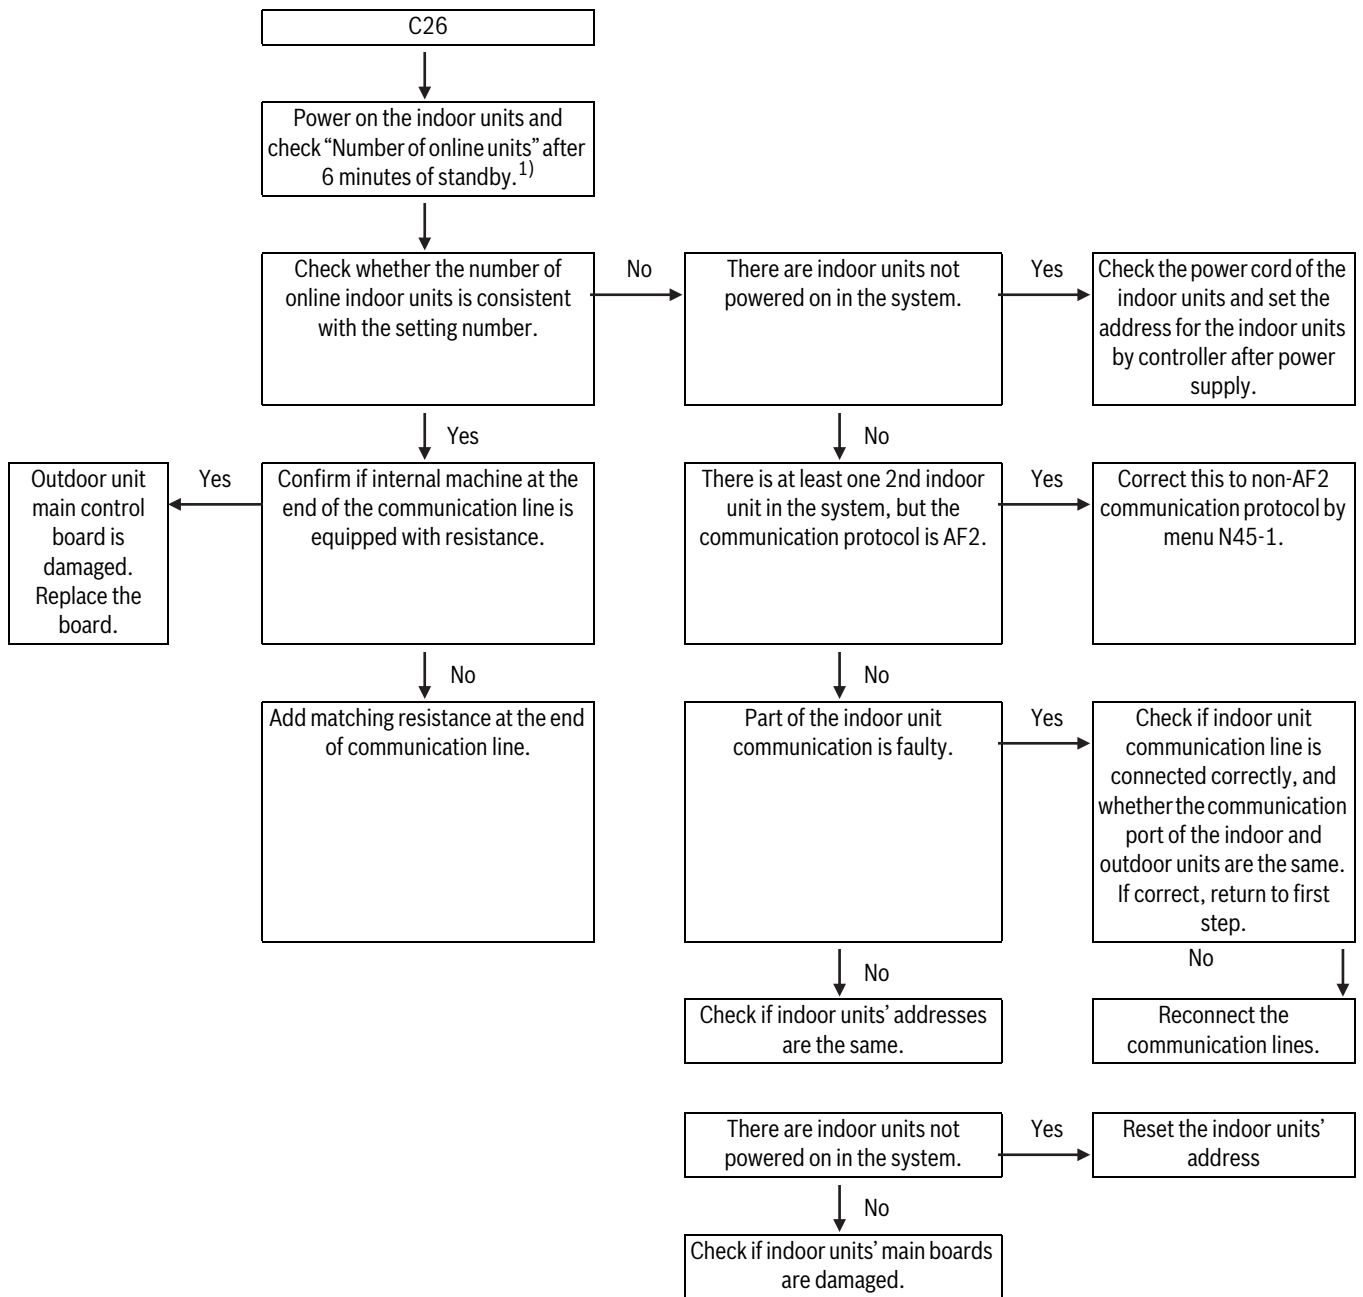 C26
Power on the indoor units and
check “Number of online units” after
6 minutes of standby.1)
Check whether the number of
online indoor units is consistent
with the setting number.
No
There are indoor units not
powered on in the system.
Yes
Check the power cord of the
indoor units and set the
address for the indoor units
by controller after power
supply.
Yes
No
Outdoor unit
main control
board is
damaged.
Replace the
board.
Yes
Confirm if internal machine at the
end of the communication line is
equipped with resistance.
There is at least one 2nd indoor
unit in the system, but the
communication protocol is AF2.
Yes
Correct this to non-AF2
communication protocol by
menu N45-1.
No
No
Add matching resistance at the end
of communication line.
Part of the indoor unit
communication is faulty.
Yes
Check if indoor unit
communication line is
connected correctly, and
whether the communication
port of the indoor and
outdoor units are the same.
If correct, return to first
step.
No
No
Check if indoor units’ addresses
are the same.
Reconnect the
communication lines.
There are indoor units not
powered on in the system.
Yes
Reset the indoor units’
address
No
Check if indoor units’ main boards
are damaged.